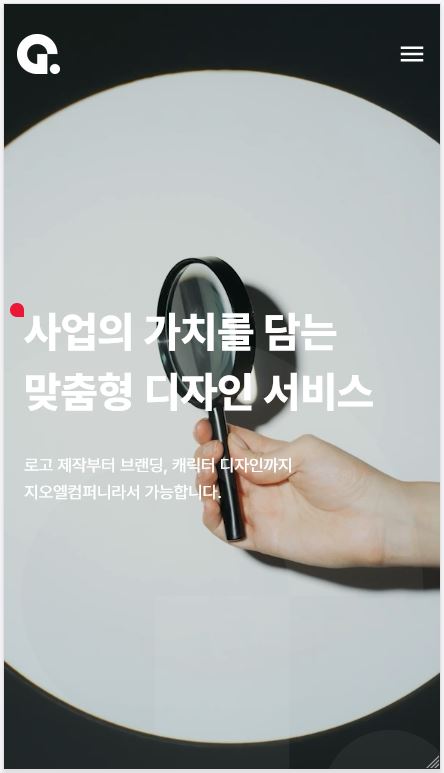 G.
사업의 가치를 담는
맞춤형 디자인 서비스
로고 제작부터 브랜딩, 캐릭터 디자인까지
지오엘컴퍼니라서 가능합니다.